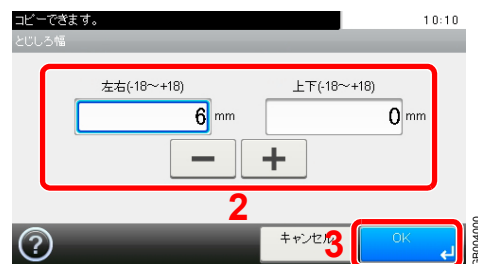 コピーできます。 10:10
とじしろ幅
左右(-18～+18) 上下(-18～+18)
6 mm 0 mm
− +
2
キャンセル 3 OK
?